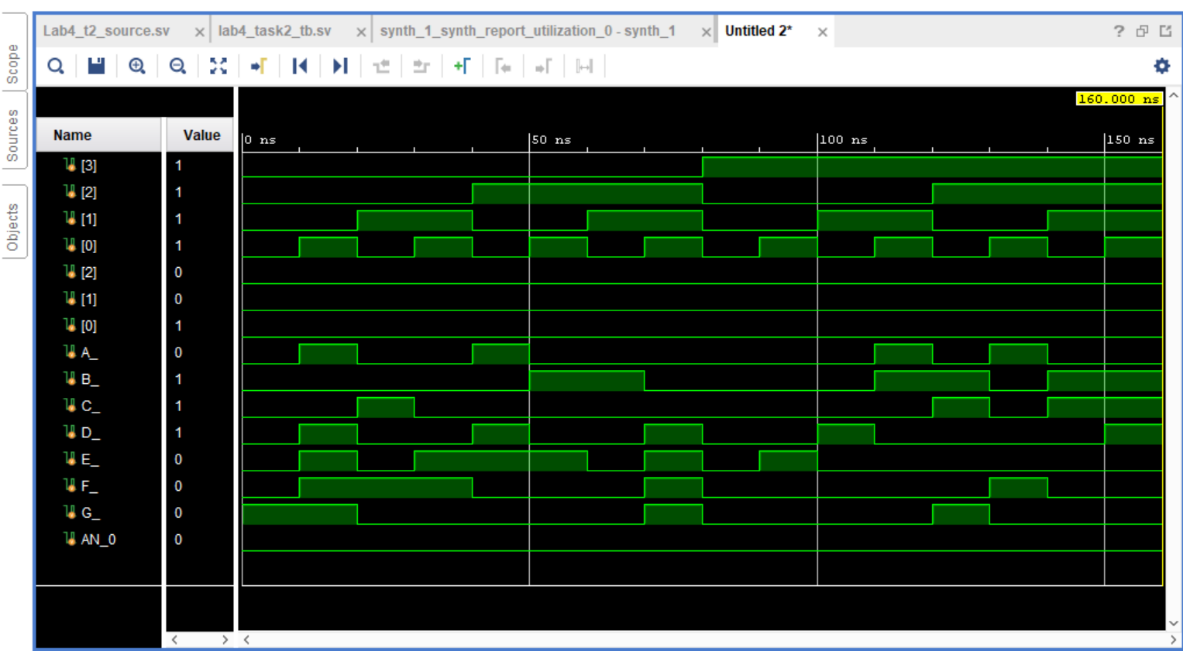 Lab4_t2_source.sv × lab4_task2_tb.sv × synth_1_synth_report_utilization_0 - synth_1 × Untitled 2* × ?
Scope
Sources
Objects
160.000 ns
Name Value 0 ns 50 ns 100 ns 150 ns
[3] 1
[2] 1
[1] 1
[0] 1
[2] 0
[1] 0
[0] 1
A_ 0
B_ 1
C_ 1
D_ 1
E_ 0
F_ 0
G_ 0
AN_0 0